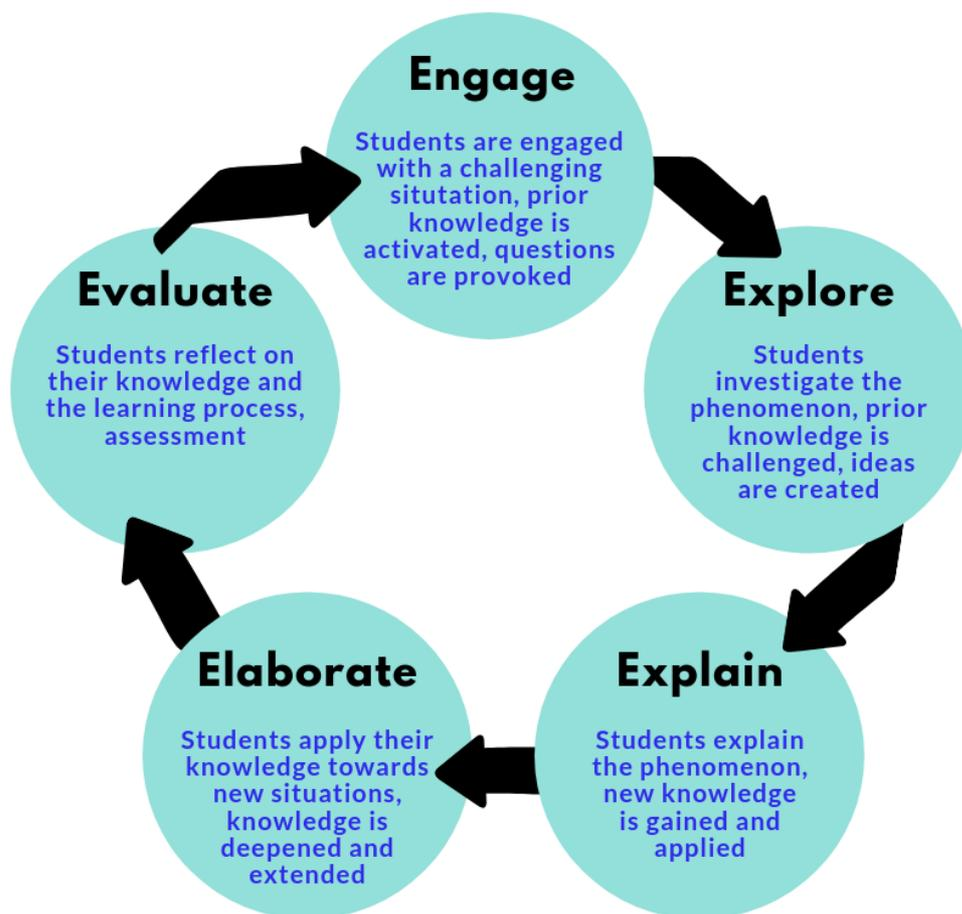 Engage
Students are engaged
with a challenging
situtation, prior
knowledge is
activated, questions
are provoked
Explore
Students
investigate the
phenomenon, prior
knowledge is
challenged, ideas
are created
Explain
Students explain
the phenomenon,
new knowledge
is gained and
applied
Elaborate
Students apply their
knowledge towards
new situations,
knowledge is
deepened and
extended
Evaluate
Students reflect on
their knowledge and
the learning process,
assessment